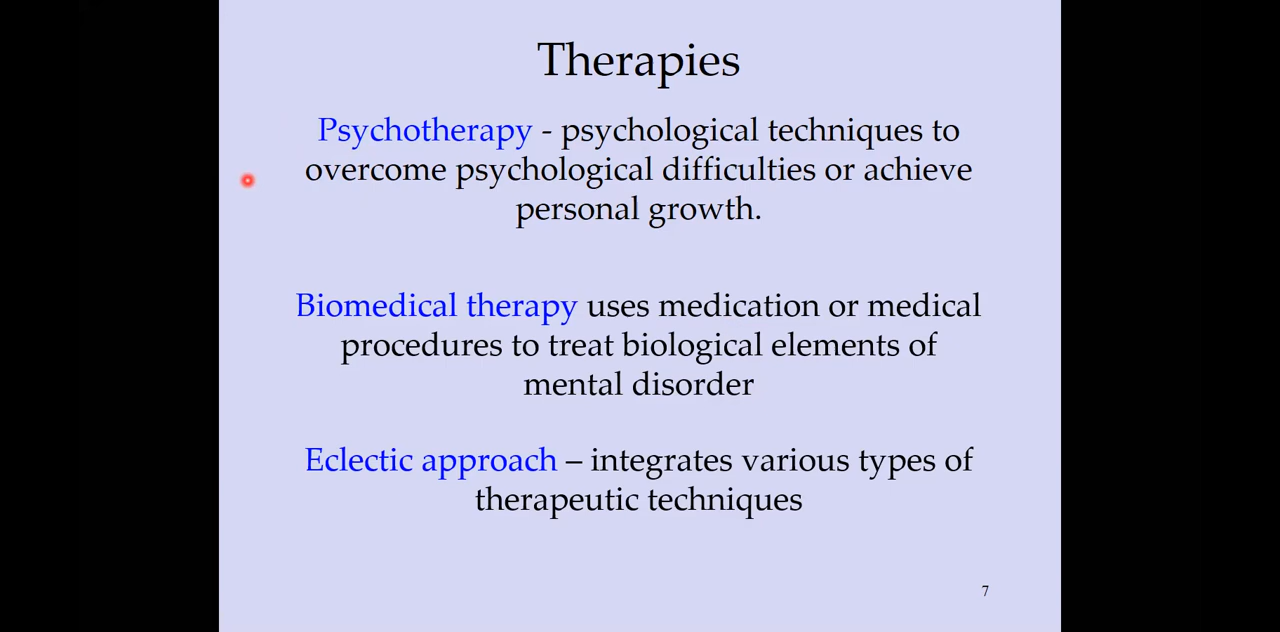 Therapies
Psychotherapy - psychological techniques to
overcome psychological difficulties or achieve
personal growth.
Biomedical therapy uses medication or medical
procedures to treat biological elements of
mental disorder
Eclectic approach – integrates various types of
therapeutic techniques
7